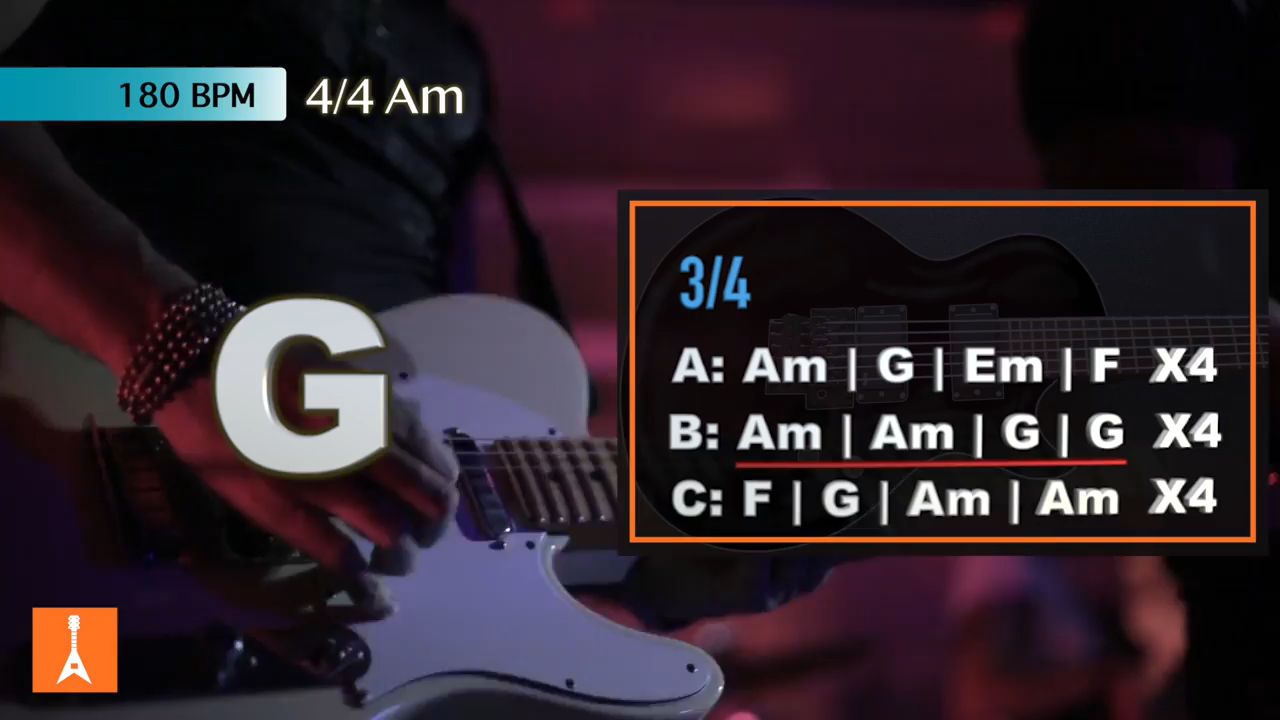 180 BPM 4/4 Am
G
3/4
A: Am | G | Em | F X4
B: Am | Am | G | G X4
C: F | G | Am | Am X4